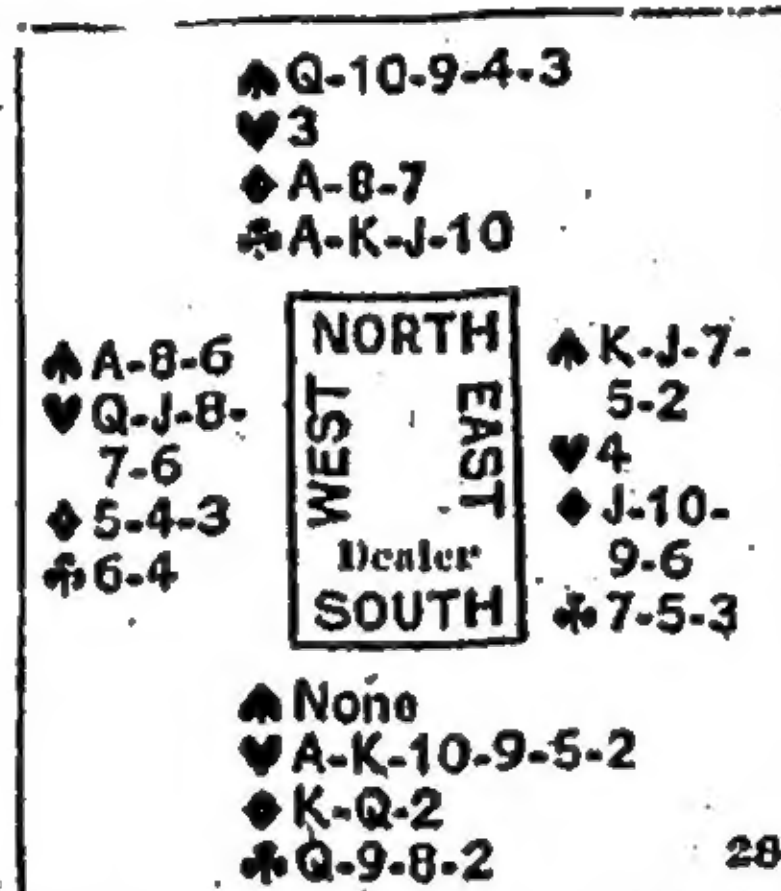 ♠ Q-10-9-4-3
♥ 3
♦ A-8-7
♣ A-K-J-10
♠ A-8-6
♥ Q-J-8-
7-6
♦ 5-4-3
♣ 6-4
NORTH
WEST
EAST
Dealer
SOUTH
♠ K-J-7-
5-2
♥ 4
♦ J-10-
9-6
♣ 7-5-3
♠ None
♥ A-K-10-9-5-2
♦ K-Q-2
♣ Q-9-8-2
28